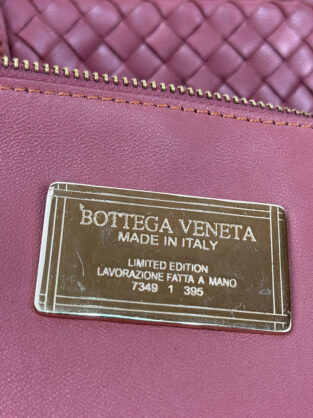 BOTTEGA VENETA
MADE IN ITALY
LIMITED EDITION
LAVORAZIONE FATTA A MANO
7349 1 395